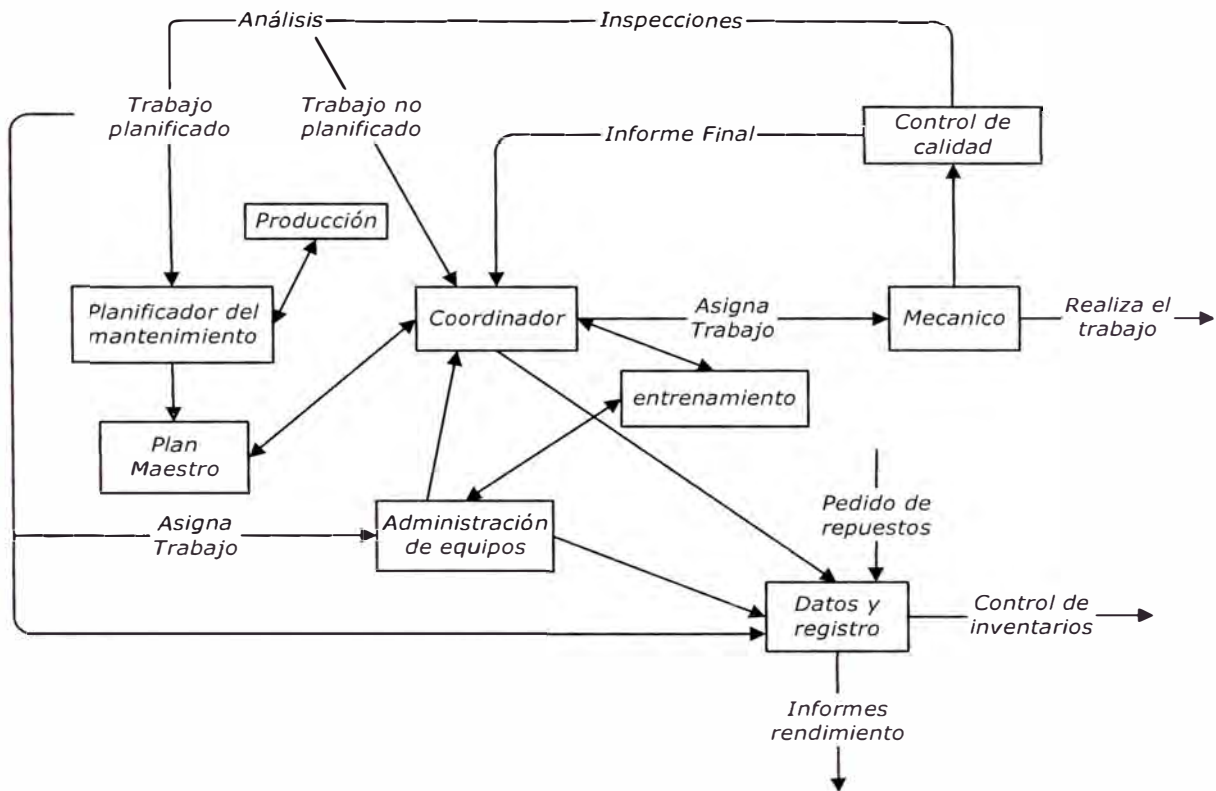 Análisis
Inspecciones
Trabajo
planificado
Trabajo no
planificado
Informe Final
Control de
calidad
Producción
Planificador del
mantenimiento
Coordinador
Asigna
Trabajo
Mecanico
Realiza el
trabajo
entrenamiento
Plan
Maestro
Asigna
Trabajo
Administración
de equipos
Pedido de
repuestos
Datos y
registro
Control de
inventarios
Informes
rendimiento